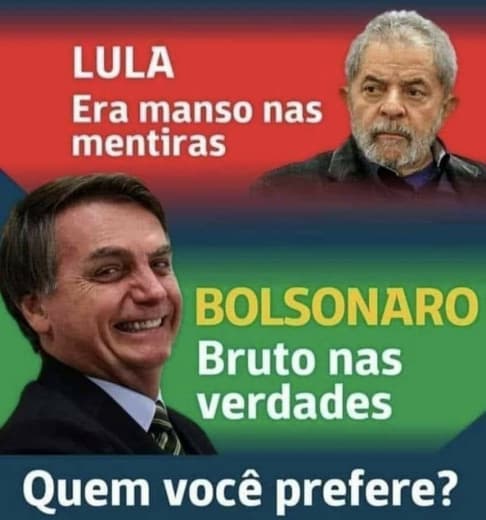 LULA
Era manso nas
mentiras
BOLSONARO
Bruto nas
verdades
Quem você prefere?